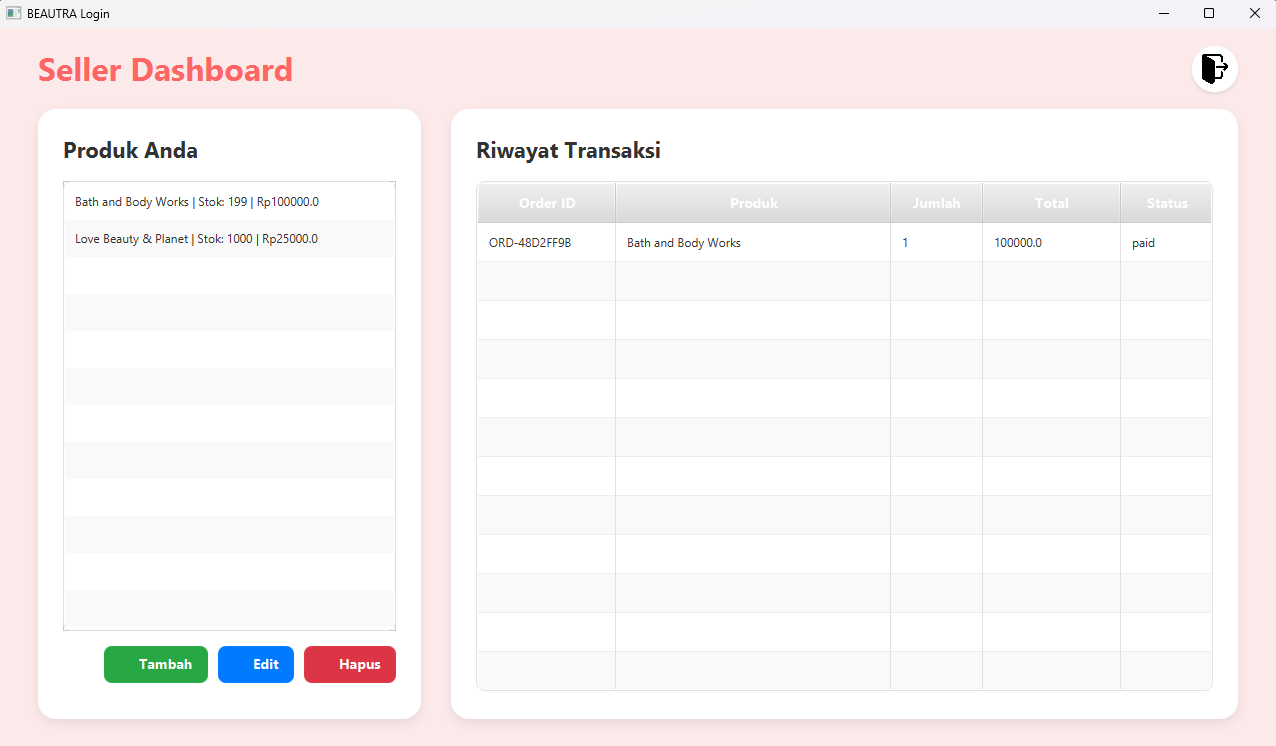 BEAUTRA Login
Seller Dashboard
Produk Anda
Bath and Body Works | Stok: 199 | Rp100000.0
Love Beauty & Planet | Stok: 1000 | Rp25000.0
Tambah Edit Hapus
Riwayat Transaksi
Order ID Produk Jumlah Total Status
ORD-48D2FF9B Bath and Body Works 1 100000.0 paid